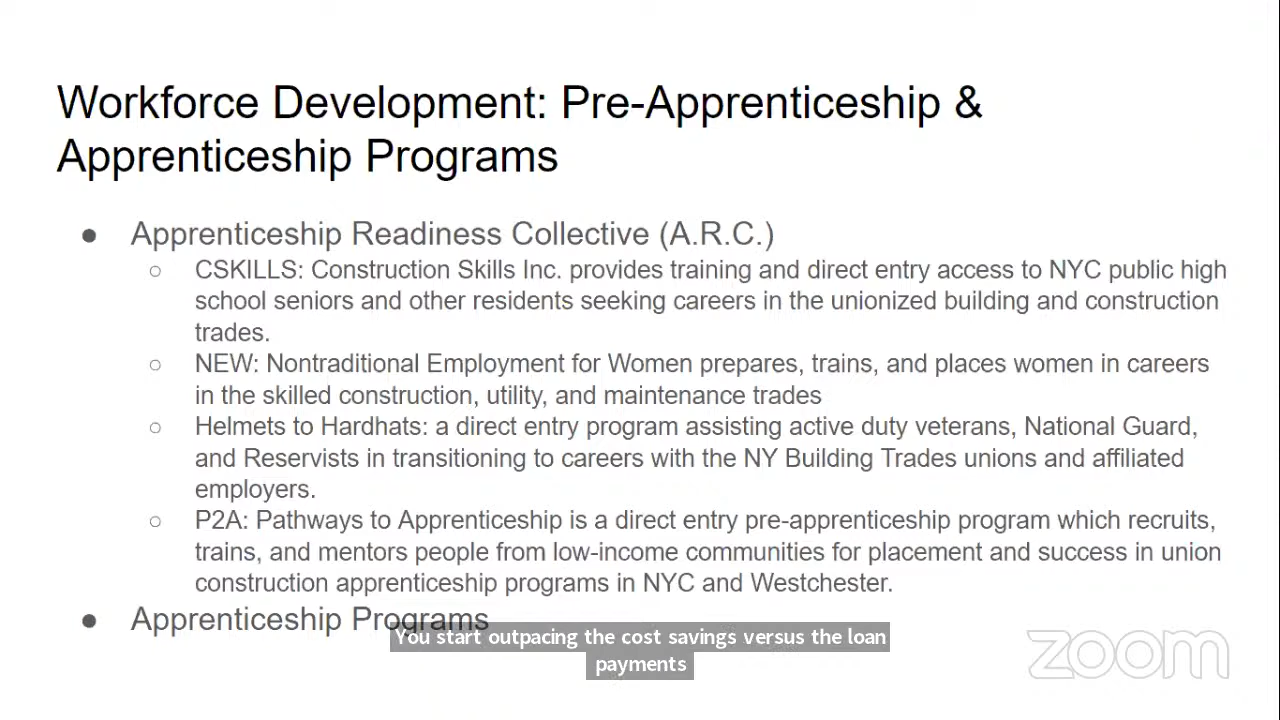 Workforce Development: Pre-Apprenticeship &
Apprenticeship Programs
● Apprenticeship Readiness Collective (A.R.C.)
○ CSKILLS: Construction Skills Inc. provides training and direct entry access to NYC public high
school seniors and other residents seeking careers in the unionized building and construction
trades.
○ NEW: Nontraditional Employment for Women prepares, trains, and places women in careers
in the skilled construction, utility, and maintenance trades
○ Helmets to Hardhats: a direct entry program assisting active duty veterans, National Guard,
and Reservists in transitioning to careers with the NY Building Trades unions and affiliated
employers.
○ P2A: Pathways to Apprenticeship is a direct entry pre-apprenticeship program which recruits,
trains, and mentors people from low-income communities for placement and success in union
construction apprenticeship programs in NYC and Westchester.
● Apprenticeship Programs
You start outpacing the cost savings versus the loan
payments
zoom